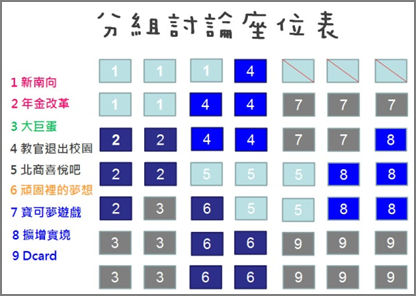 分組討論座位表
1 新南向
2 年金改革
3 大巨蛋
4 教官退出校園
5 北商喜悅吧
6 頑固裡的夢想
7 寶可夢遊戲
8 擴增實境
9 Dcard
1 1 1 4
1 1 4 4 7 7 7
2 2 4 4 7 7 8
2 2 5 5 5 8 8
2 3 6 5 5 8 8
3 3 6 6 9 9 9
3 3 6 6 9 9 9